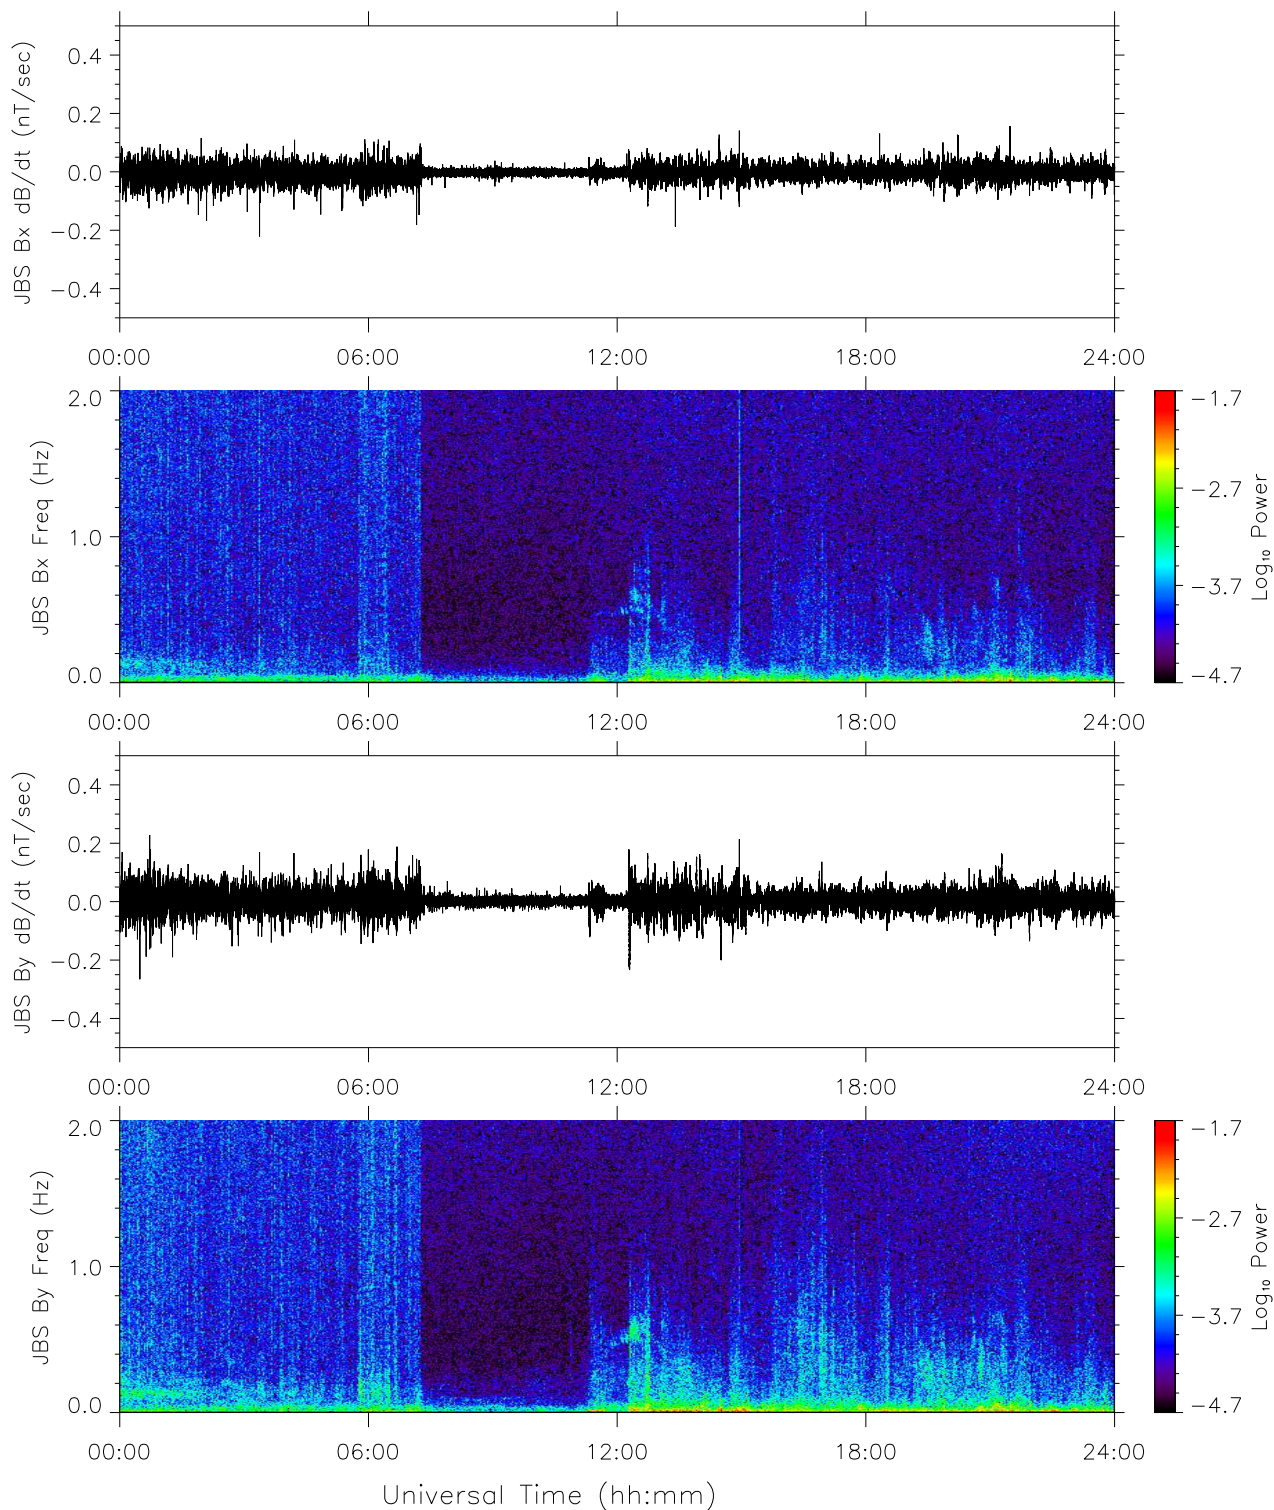 JBS Bx dB/dt (nT/sec)
0.4
0.2
0.0
−0.2
−0.4
00:00 06:00 12:00 18:00 24:00
JBS Bx Freq (Hz)
2.0
1.0
0.0
00:00 06:00 12:00 18:00 24:00
−1.7
−2.7
−3.7
−4.7
Log₁₀ Power
JBS By dB/dt (nT/sec)
0.4
0.2
0.0
−0.2
−0.4
00:00 06:00 12:00 18:00 24:00
JBS By Freq (Hz)
2.0
1.0
0.0
00:00 06:00 12:00 18:00 24:00
−1.7
−2.7
−3.7
−4.7
Log₁₀ Power
Universal Time (hh:mm)